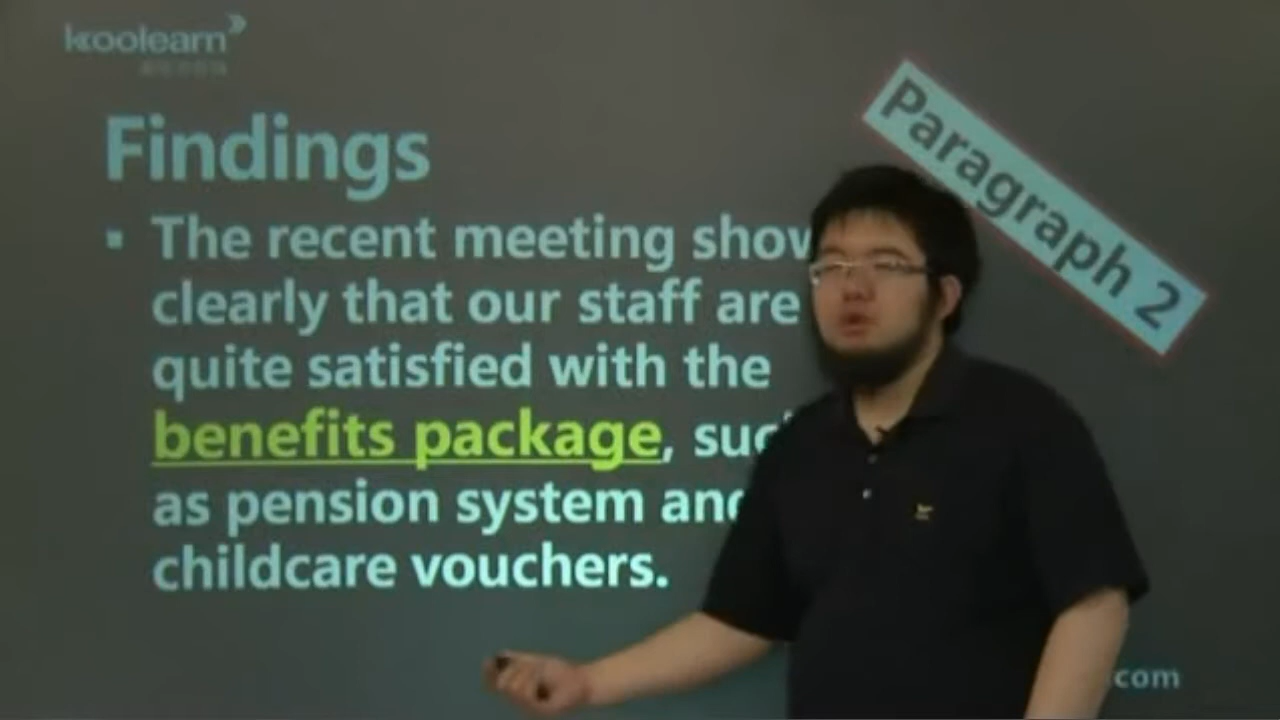 koolearn
Paragraph 2
Findings
The recent meeting show
clearly that our staff are
quite satisfied with the
benefits package, suc
as pension system and
childcare vouchers.
.com